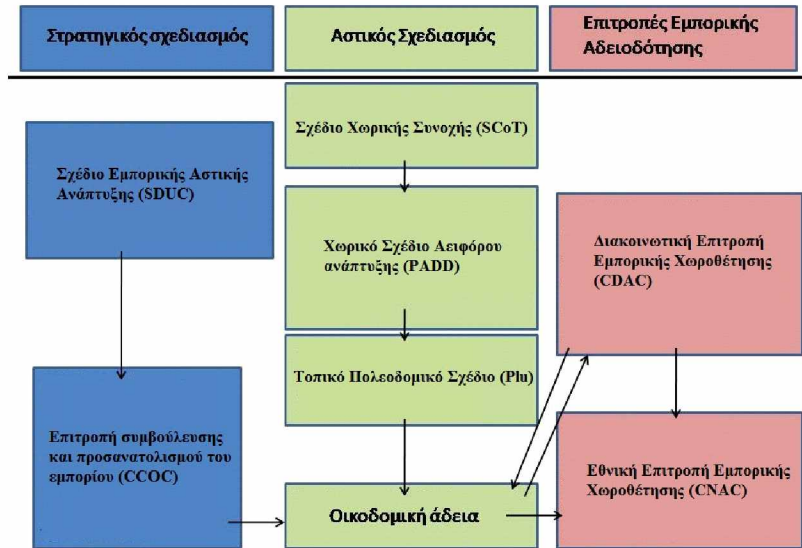 Στρατηγικός σχεδιασμός
Αστικός Σχεδιασμός
Επιτροπές Εμπορικής
Αδειοδότησης
Σχέδιο Χωρικής Συνοχής (SCoT)
Σχέδιο Εμπορικής Αστικής
Ανάπτυξης (SDUC)
Χωρικό Σχέδιο Αειφόρου
ανάπτυξης (PADD)
Διακοινωτική Επιτροπή
Εμπορικής Χωροθέτησης
(CDAC)
Τοπικό Πολεοδομικό Σχέδιο (Plu)
Επιτροπή συμβούλευσης
και προσανατολισμού του
εμπορίου (CCOC)
Εθνική Επιτροπή Εμπορικής
Χωροθέτησης (CNAC)
Οικοδομική άδεια